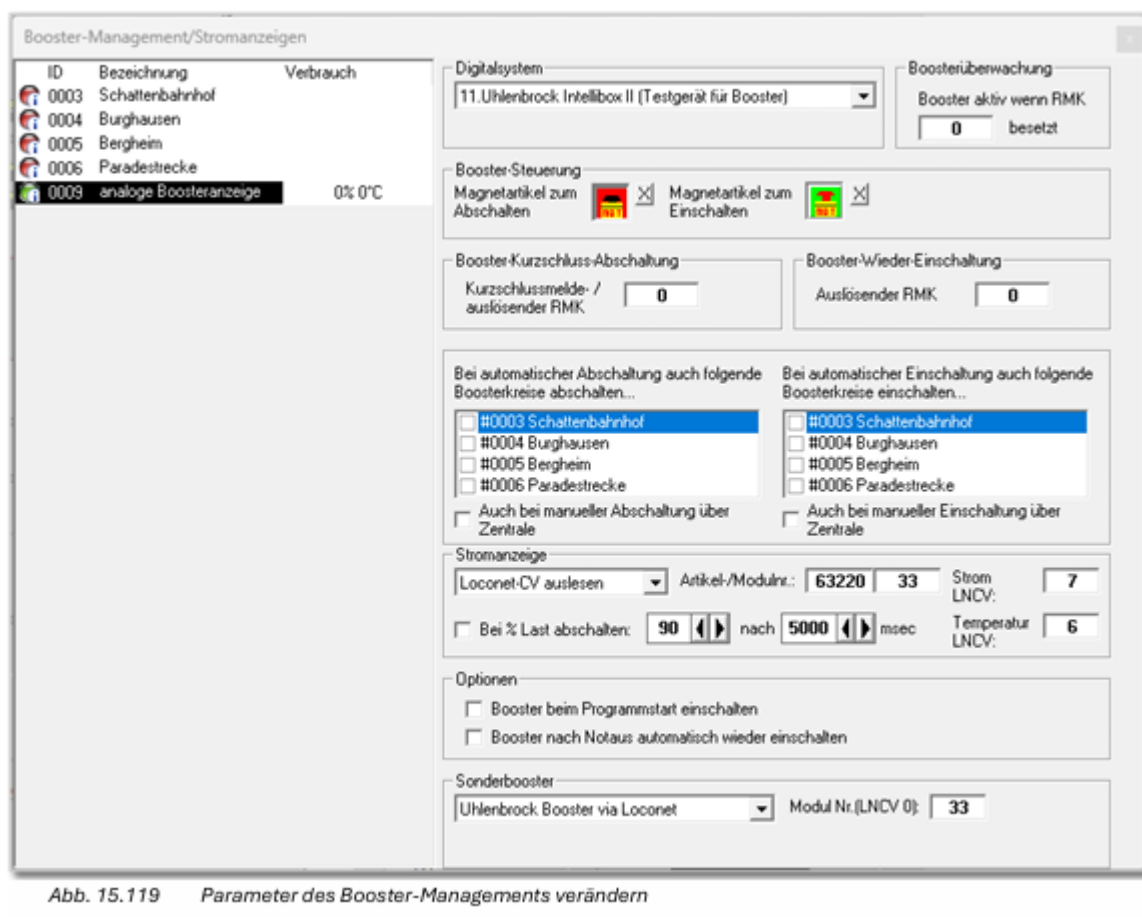 Booster-Management/Stromanzeigen
x
ID Bezeichnung Verbrauch
0003 Schattenbahnhof
0004 Burghausen
0005 Bergheim
0006 Paradestrecke
0009 analoge Boosteranzeige 0% 0°C
Digitalsystem
11.Uhlenbrock Intellibox II (Testgerät für Booster)
Boosterüberwachung
Booster aktiv wenn RMK
0 besetzt
Booster-Steuerung
Magnetartikel zum
Abschalten
NOT
X
Magnetartikel zum
Einschalten
NOT
X
Booster-Kurzschluss-Abschaltung
Kurzschlussmelde- /
auslösender RMK
0
Booster-Wieder-Einschaltung
Auslösender RMK 0
Bei automatischer Abschaltung auch folgende
Boosterkreise abschalten...
#0003 Schattenbahnhof
#0004 Burghausen
#0005 Bergheim
#0006 Paradestrecke
Auch bei manueller Abschaltung über
Zentrale
Bei automatischer Einschaltung auch folgende
Boosterkreise einschalten...
#0003 Schattenbahnhof
#0004 Burghausen
#0005 Bergheim
#0006 Paradestrecke
Auch bei manueller Einschaltung über
Zentrale
Stromanzeige
Loconet-CV auslesen Artikel-/Modulnr.: 63220 33 Strom
LNCV: 7
Bei % Last abschalten: 90 nach 5000 msec Temperatur
LNCV: 6
Optionen
Booster beim Programmstart einschalten
Booster nach Notaus automatisch wieder einschalten
Sonderbooster
Uhlenbrock Booster via Loconet Modul Nr.(LNCV 0): 33
Abb. 15.119 Parameter des Booster-Managements verändern